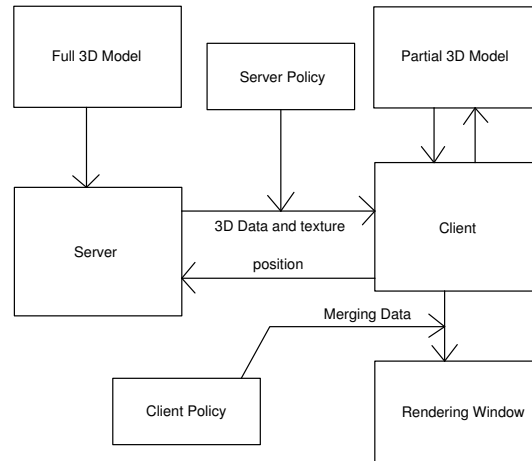 Full 3D Model
Partial 3D Model
Server Policy
3D Data and texture
Client
Server
position
Merging Data
Client Policy
Rendering Window